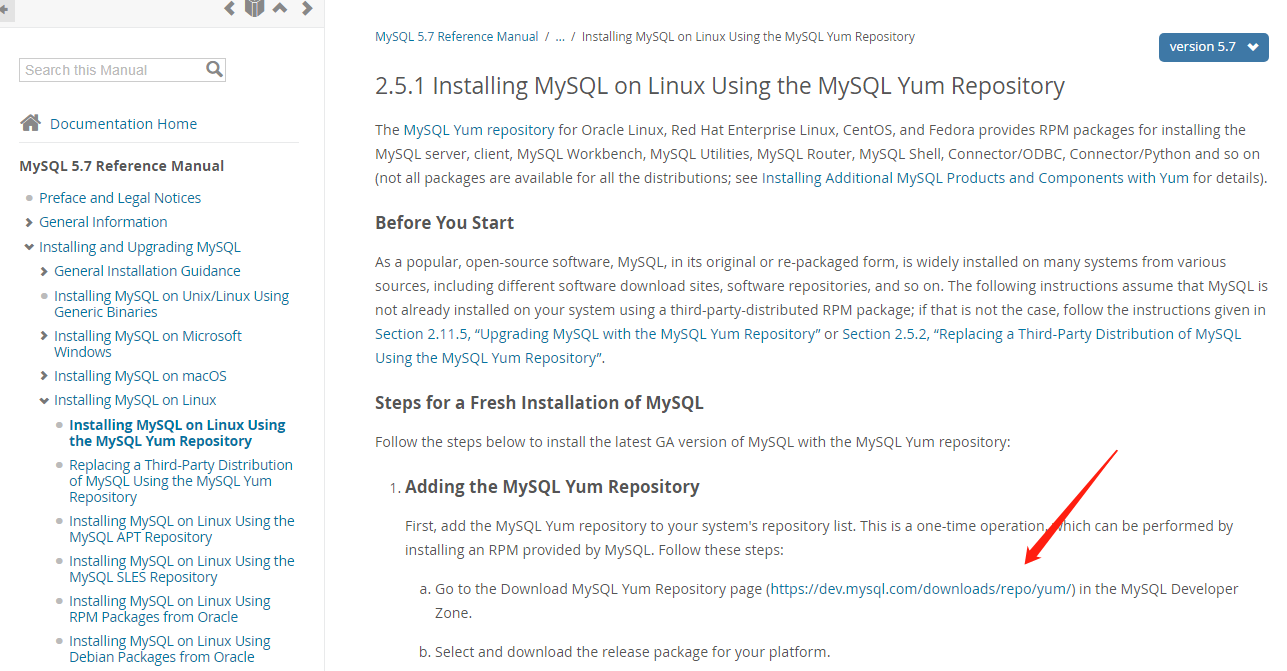 Search this Manual
Documentation Home
MySQL 5.7 Reference Manual
Preface and Legal Notices
General Information
Installing and Upgrading MySQL
General Installation Guidance
Installing MySQL on Unix/Linux Using
Generic Binaries
Installing MySQL on Microsoft
Windows
Installing MySQL on macOS
Installing MySQL on Linux
Installing MySQL on Linux Using
the MySQL Yum Repository
Replacing a Third-Party Distribution
of MySQL Using the MySQL Yum
Repository
Installing MySQL on Linux Using the
MySQL APT Repository
Installing MySQL on Linux Using the
MySQL SLES Repository
Installing MySQL on Linux Using
RPM Packages from Oracle
Installing MySQL on Linux Using
Debian Packages from Oracle
MySQL 5.7 Reference Manual / ... / Installing MySQL on Linux Using the MySQL Yum Repository
version 5.7
2.5.1 Installing MySQL on Linux Using the MySQL Yum Repository
The MySQL Yum repository for Oracle Linux, Red Hat Enterprise Linux, CentOS, and Fedora provides RPM packages for installing the
MySQL server, client, MySQL Workbench, MySQL Utilities, MySQL Router, MySQL Shell, Connector/ODBC, Connector/Python and so on
(not all packages are available for all the distributions; see Installing Additional MySQL Products and Components with Yum for details).
Before You Start
As a popular, open-source software, MySQL, in its original or re-packaged form, is widely installed on many systems from various
sources, including different software download sites, software repositories, and so on. The following instructions assume that MySQL is
not already installed on your system using a third-party-distributed RPM package; if that is not the case, follow the instructions given in
Section 2.11.5, “Upgrading MySQL with the MySQL Yum Repository” or Section 2.5.2, “Replacing a Third-Party Distribution of MySQL
Using the MySQL Yum Repository”.
Steps for a Fresh Installation of MySQL
Follow the steps below to install the latest GA version of MySQL with the MySQL Yum repository:
1. Adding the MySQL Yum Repository
First, add the MySQL Yum repository to your system's repository list. This is a one-time operation, which can be performed by
installing an RPM provided by MySQL. Follow these steps:
a. Go to the Download MySQL Yum Repository page (https://dev.mysql.com/downloads/repo/yum/) in the MySQL Developer
Zone.
b. Select and download the release package for your platform.